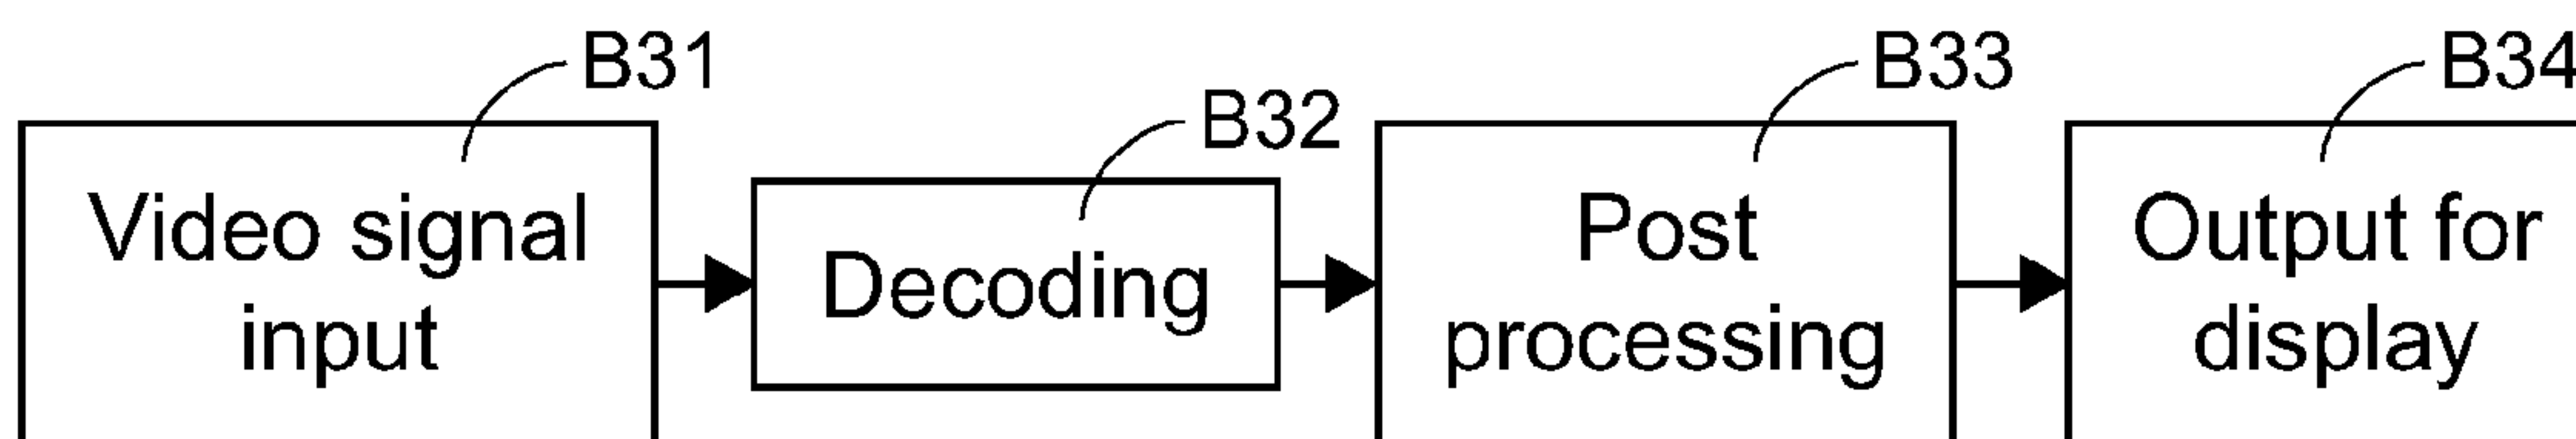 B31
Video signal
input
B32
Decoding
B33
Post
processing
B34
Output for
display